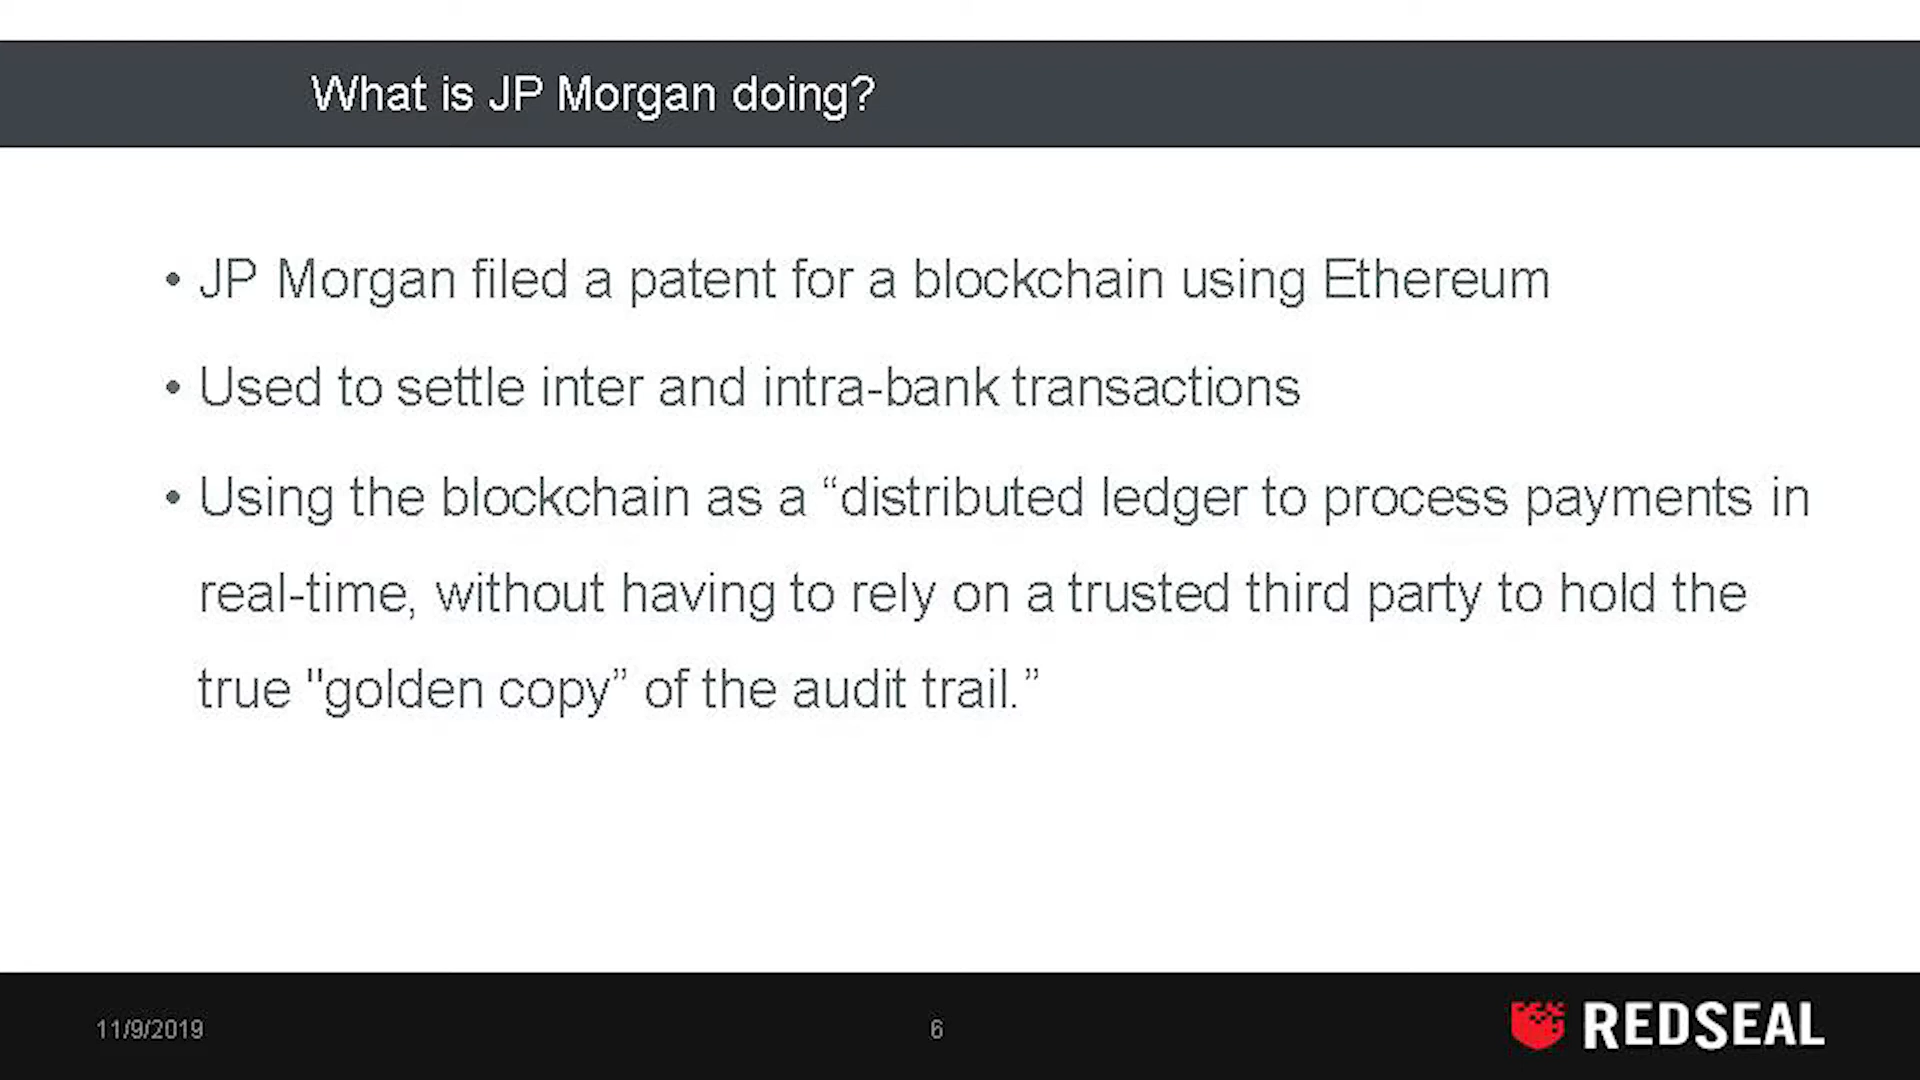 What is JP Morgan doing?
• JP Morgan filed a patent for a blockchain using Ethereum
• Used to settle inter and intra-bank transactions
• Using the blockchain as a “distributed ledger to process payments in
real-time, without having to rely on a trusted third party to hold the
true "golden copy” of the audit trail.”
11/9/2019
6
REDSEAL